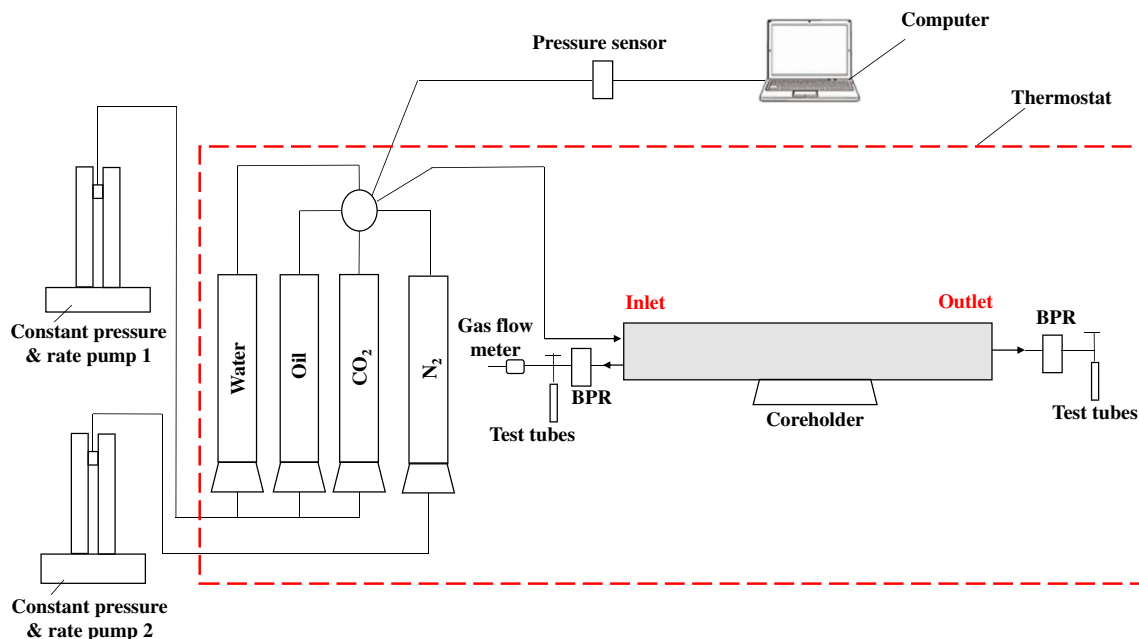 Computer
Pressure sensor
Thermostat
Constant pressure
& rate pump 1
Water
Oil
CO₂
N₂
Inlet
Outlet
Gas flow
meter
BPR
BPR
Test tubes
Coreholder
Test tubes
Constant pressure
& rate pump 2